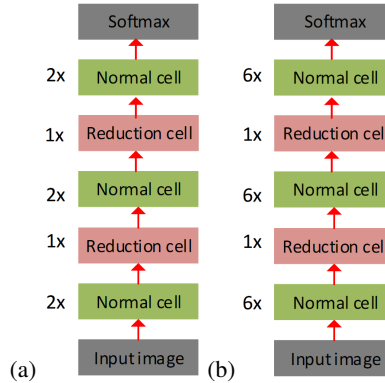 Softmax
2x Normal cell
1x Reduction cell
2x Normal cell
1x Reduction cell
2x Normal cell
(a) Input image
Softmax
6x Normal cell
1x Reduction cell
6x Normal cell
1x Reduction cell
6x Normal cell
(b) Input image